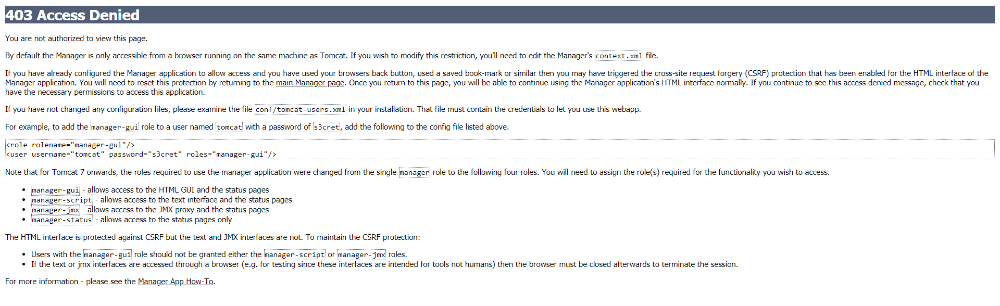 403 Access Denied
You are not authorized to view this page.
By default the Manager is only accessible from a browser running on the same machine as Tomcat. If you wish to modify this restriction, you'll need to edit the Manager's context.xml file.
If you have already configured the Manager application to allow access and you have used your browsers back button, used a saved book-mark or similar then you may have triggered the cross-site request forgery (CSRF) protection that has been enabled for the HTML interface of the
Manager application. You will need to reset this protection by returning to the main Manager page. Once you return to this page, you will be able to continue using the Manager application's HTML interface normally. If you continue to see this access denied message, check that you
have the necessary permissions to access this application.
If you have not changed any configuration files, please examine the file conf/tomcat-users.xml in your installation. That file must contain the credentials to let you use this webapp.
For example, to add the manager-gui role to a user named tomcat with a password of s3cret, add the following to the config file listed above.
<role rolename="manager-gui"/>
<user username="tomcat" password="s3cret" roles="manager-gui"/>
Note that for Tomcat 7 onwards, the roles required to use the manager application were changed from the single manager role to the following four roles. You will need to assign the role(s) required for the functionality you wish to access.
• manager-gui - allows access to the HTML GUI and the status pages
• manager-script - allows access to the text interface and the status pages
• manager-jmx - allows access to the JMX proxy and the status pages
• manager-status - allows access to the status pages only
The HTML interface is protected against CSRF but the text and JMX interfaces are not. To maintain the CSRF protection:
• Users with the manager-gui role should not be granted either the manager-script or manager-jmx roles.
• If the text or jmx interfaces are accessed through a browser (e.g. for testing since these interfaces are intended for tools not humans) then the browser must be closed afterwards to terminate the session.
For more information - please see the Manager App How-To.